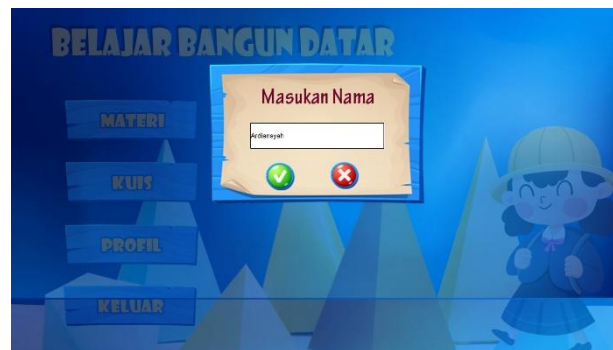 BELAJAR BANGUN DATAR
Masukan Nama
Ardiansyah
MATERI
KUIS
PROFIL
KELUAR